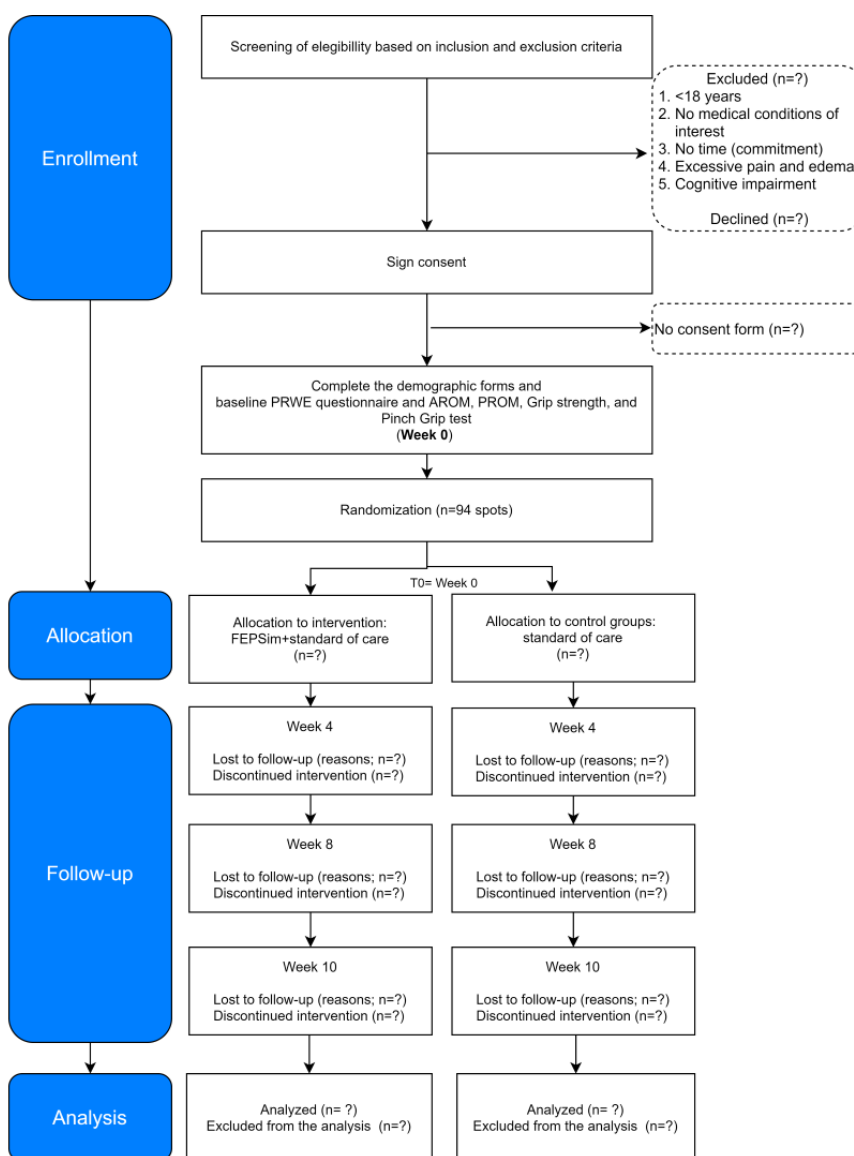 Screening of elegibillity based on inclusion and exclusion criteria
Enrollment
Excluded (n=?)
1. <18 years
2. No medical conditions of
interest
3. No time (commitment)
4. Excessive pain and edema
5. Cognitive impairment
Declined (n=?)
Sign consent
No consent form (n=?)
Complete the demographic forms and
baseline PRWE questionnaire and AROM, PROM, Grip strength, and
Pinch Grip test
(Week 0)
Randomization (n=94 spots)
T0= Week 0
Allocation
Allocation to intervention:
FEPSim+standard of care
(n=?)
Allocation to control groups:
standard of care
(n=?)
Follow-up
Week 4
Lost to follow-up (reasons; n=?)
Discontinued intervention (n=?)
Week 4
Lost to follow-up (reasons; n=?)
Discontinued intervention (n=?)
Week 8
Lost to follow-up (reasons; n=?)
Discontinued intervention (n=?)
Week 8
Lost to follow-up (reasons; n=?)
Discontinued intervention (n=?)
Week 10
Lost to follow-up (reasons; n=?)
Discontinued intervention (n=?)
Week 10
Lost to follow-up (reasons; n=?)
Discontinued intervention (n=?)
Analysis
Analyzed (n= ?)
Excluded from the analysis (n=?)
Analyzed (n= ?)
Excluded from the analysis (n=?)